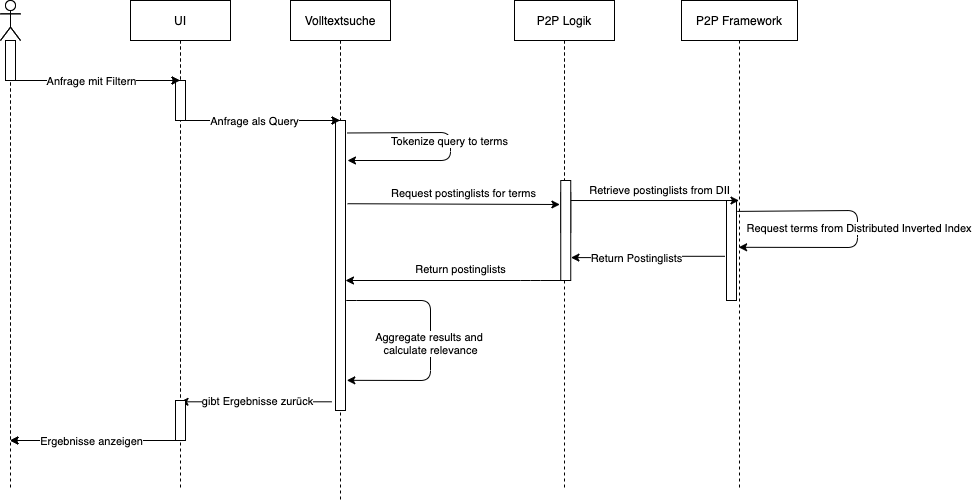 UI
Volltextsuche
P2P Logik
P2P Framework
Anfrage mit Filtern
Anfrage als Query
Tokenize query to terms
Request postinglists for terms
Retrieve postinglists from DII
Request terms from Distributed Inverted Index
Return Postinglists
Return postinglists
Aggregate results and
calculate relevance
gibt Ergebnisse zurück
Ergebnisse anzeigen